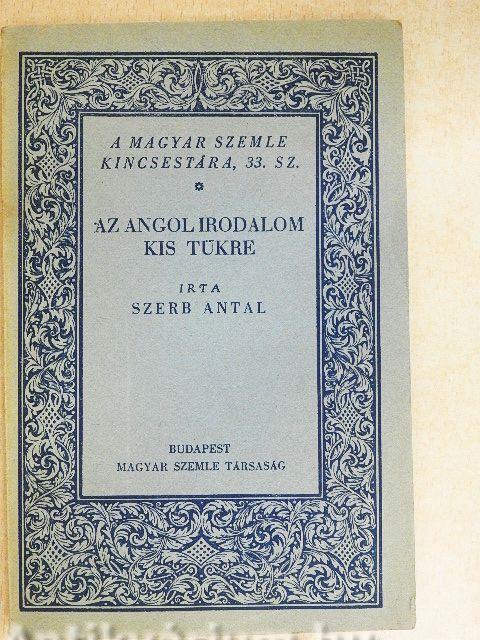 A MAGYAR SZEMLE
KINCSESTÁRA, 33. SZ.
AZ ANGOL IRODALOM
KIS TÜKRE
IRTA
SZERB ANTAL
BUDAPEST
MAGYAR SZEMLE TÁRSASÁG